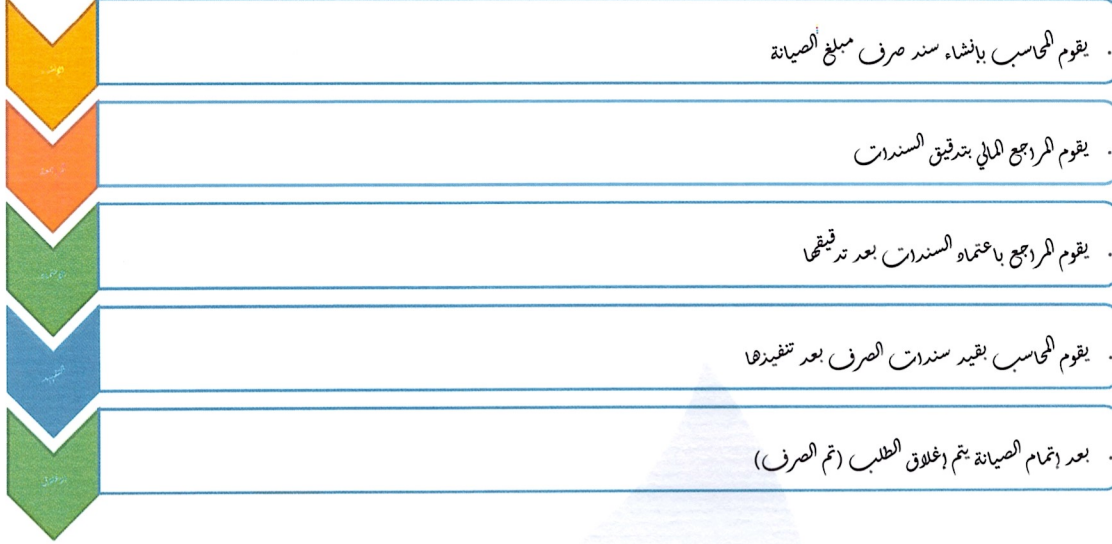 . يقوم المحاسب بإنشاء سند صرف مبلغ الصيانة
. يقوم المراجع المالي بتدقيق السندات
. يقوم المراجع باعتماد السندات بعد تدقيقها
. يقوم المحاسب بقيد سندات الصرف بعد تنفيذها
. بعد إتمام الصيانة يتم إغلاق الطلب (تم الصرف)